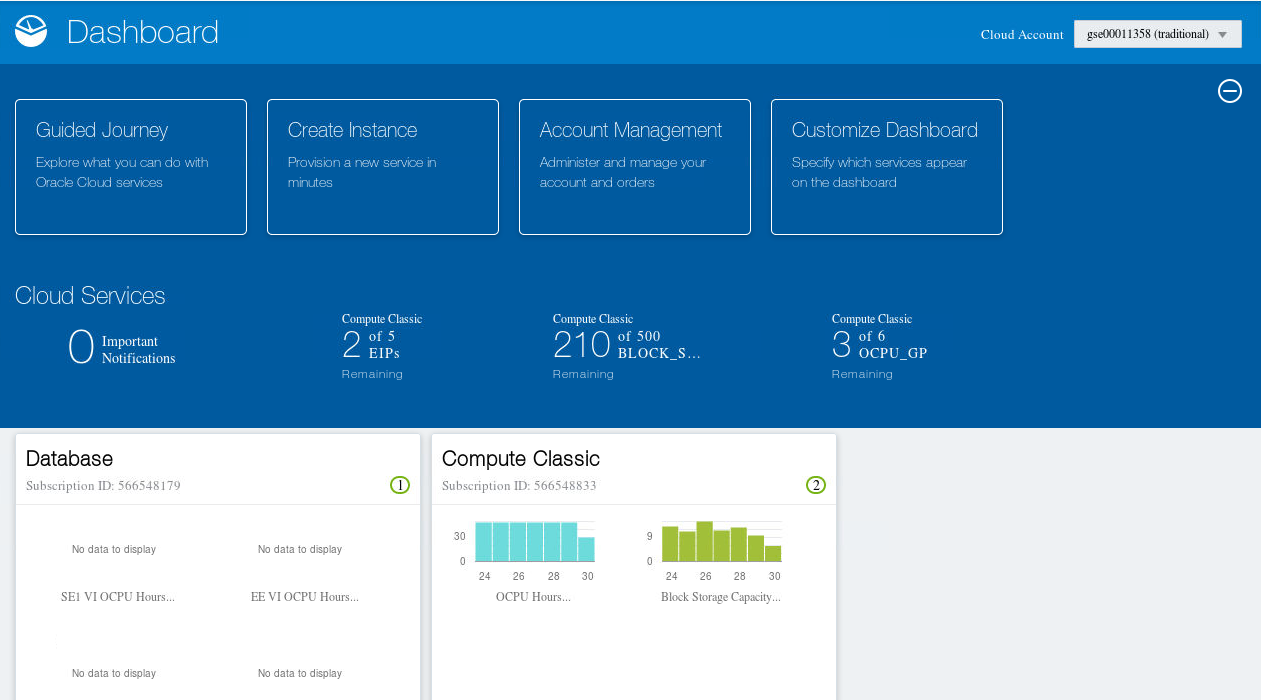 Dashboard
Cloud Account
gse00011358 (traditional)
Guided Journey
Explore what you can do with
Oracle Cloud services
Create Instance
Provision a new service in
minutes
Account Management
Administer and manage your
account and orders
Customize Dashboard
Specify which services appear
on the dashboard
Cloud Services
0 Important
Notifications
Compute Classic
2 of 5
EIPs
Remaining
Compute Classic
210 of 500
BLOCK_S...
Remaining
Compute Classic
3 of 6
OCPU_GP
Remaining
Database
Subscription ID: 566548179
1
No data to display
SE1 VI OCPU Hours...
No data to display
EE VI OCPU Hours...
No data to display
No data to display
Compute Classic
Subscription ID: 566548833
2
30
0
24 26 28 30
OCPU Hours...
9
0
24 26 28 30
Block Storage Capacity...